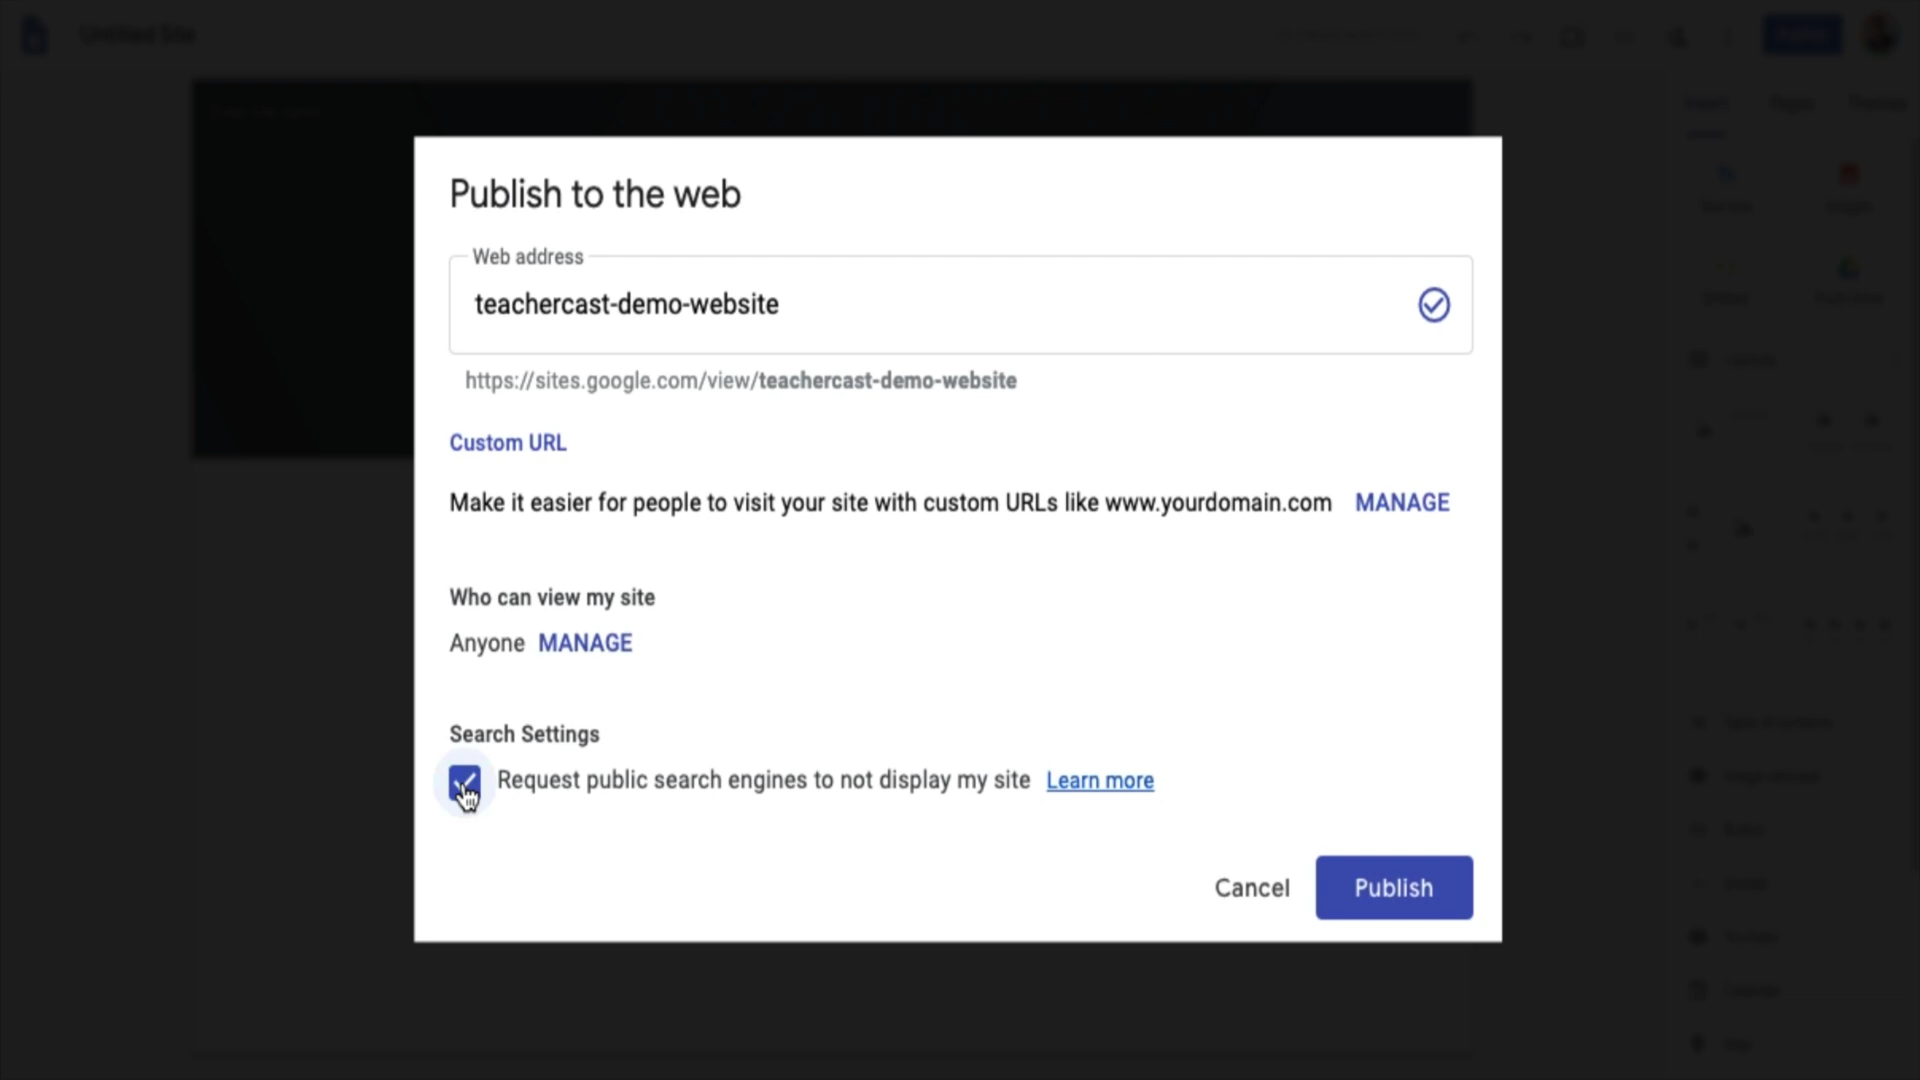 Untitled Site
Publish to the web
Web address
teachercast-demo-website
https://sites.google.com/view/teachercast-demo-website
Custom URL
Make it easier for people to visit your site with custom URLs like www.yourdomain.com MANAGE
Who can view my site
Anyone MANAGE
Search Settings
Request public search engines to not display my site Learn more
Cancel Publish